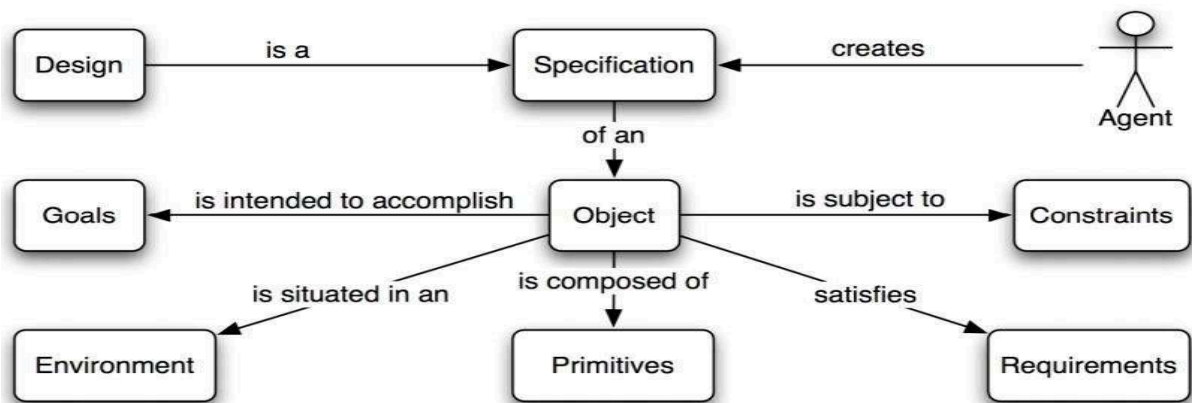 Design
is a
Specification
creates
Agent
of an
Goals
is intended to accomplish
Object
is subject to
Constraints
is situated in an
is composed of
satisfies
Environment
Primitives
Requirements